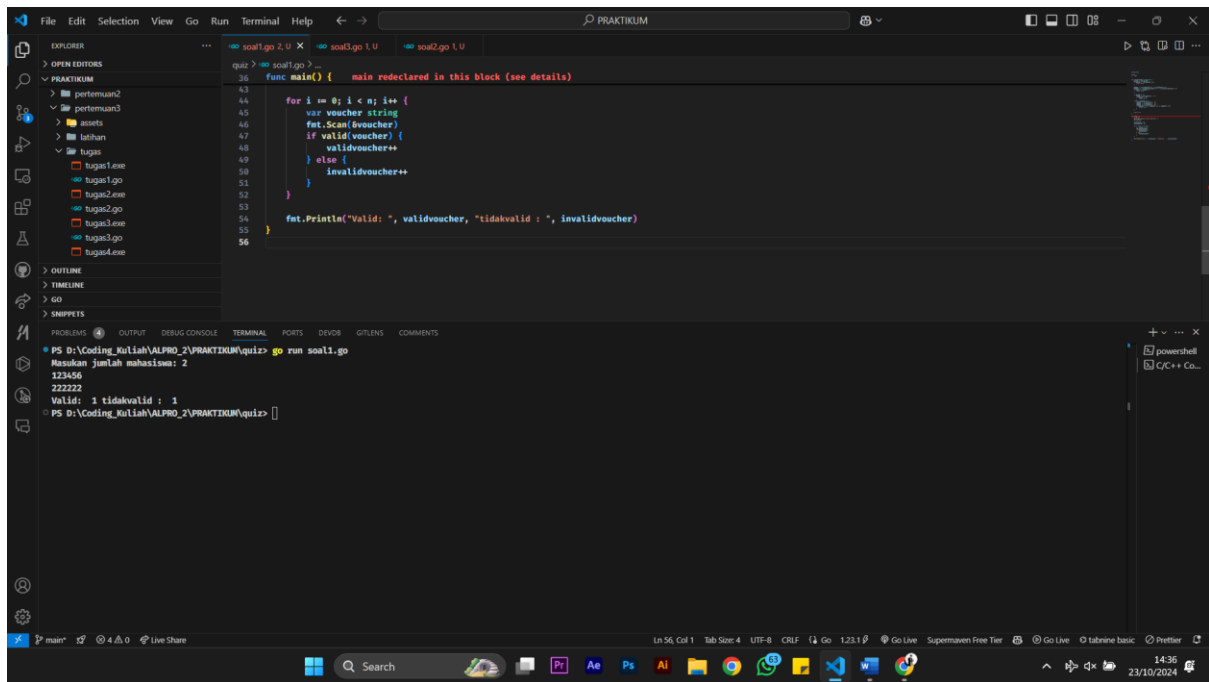 File Edit Selection View Go Run Terminal Help
PRAKTIKUM
EXPLORER
OPEN EDITORS
PRAKTIKUM
pertemuan2
pertemuan3
assets
latihan
tugas
tugas1.exe
tugas1.go
tugas2.exe
tugas2.go
tugas3.exe
tugas3.go
tugas4.exe
OUTLINE
TIMELINE
GO
SNIPPETS
soal1.go 2, U soal3.go 1, U soal2.go 1, U
quiz > soal1.go > ...
36 func main() { main redeclared in this block (see details)
43
44 for i := 0; i < n; i++ {
45 var voucher string
46 fmt.Scan(&voucher)
47 if valid(voucher) {
48 validvoucher++
49 } else {
50 invalidvoucher++
51 }
52 }
53
54 fmt.Println("Valid: ", validvoucher, "tidakvalid : ", invalidvoucher)
55 }
56
PROBLEMS 4 OUTPUT DEBUG CONSOLE TERMINAL PORTS DEVDB GITLENS COMMENTS
PS D:\Coding_Kuliah\ALPRO_2\PRAKTIKUM\quiz> go run soal1.go
Masukan jumlah mahasiswa: 2
123456
222222
Valid: 1 tidakvalid : 1
PS D:\Coding_Kuliah\ALPRO_2\PRAKTIKUM\quiz>
powershell
C/C++ Co...
main* 4 0 Live Share
Ln 56, Col 1 Tab Size: 4 UTF-8 CRLF Go 1.23.1 Go Live Supermaven Free Tier Go Live tabnine basic Prettier
Search
Pr Ae Ps Ai 63
14:36
23/10/2024